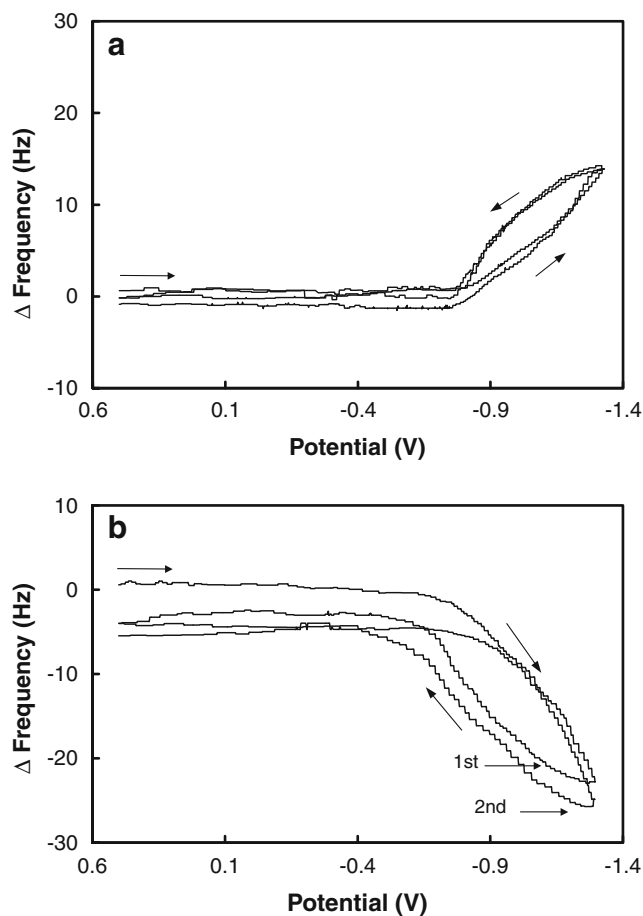 a
30
20
10
0
-10
Δ Frequency (Hz)
0.6 0.1 -0.4 -0.9 -1.4
Potential (V)
b
10
0
-10
-20
-30
Δ Frequency (Hz)
1st
2nd
0.6 0.1 -0.4 -0.9 -1.4
Potential (V)